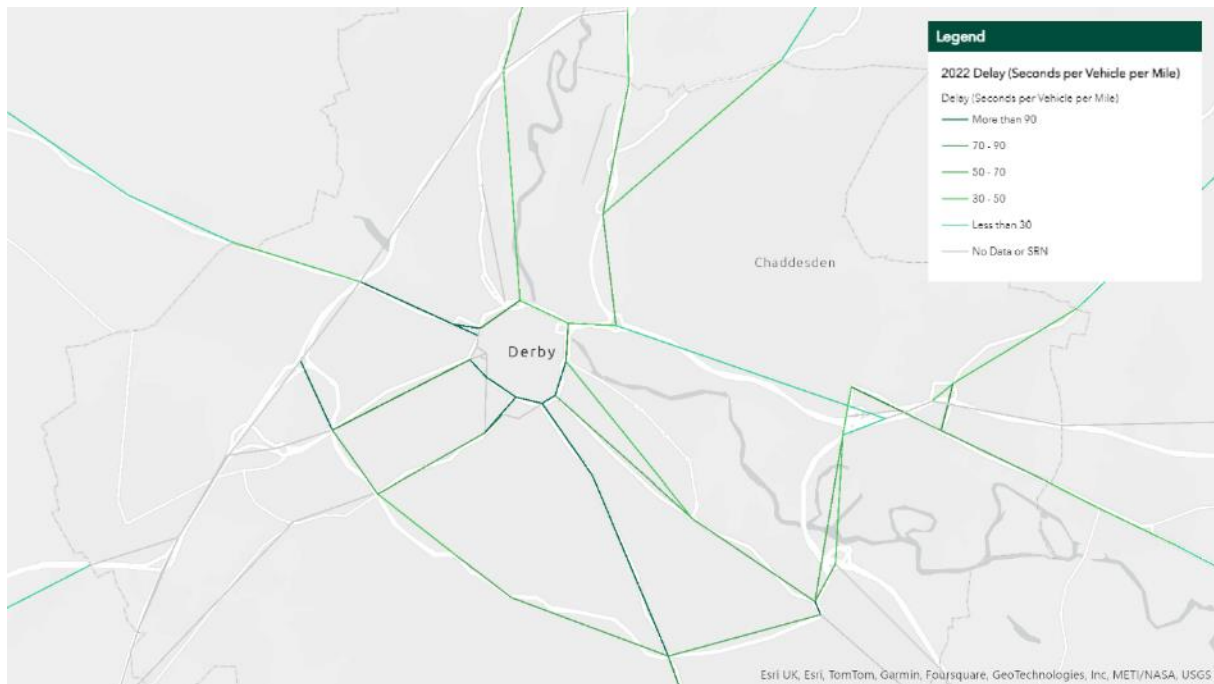 Legend
2022 Delay (Seconds per Vehicle per Mile)
Delay (Seconds per Vehicle per Mile)
More than 90
70 - 90
50 - 70
30 - 50
Less than 30
No Data or SRN
Chaddesden
Derby
Esri UK, Esri, TomTom, Garmin, Foursquare, GeoTechnologies, Inc, METI/NASA, USGS